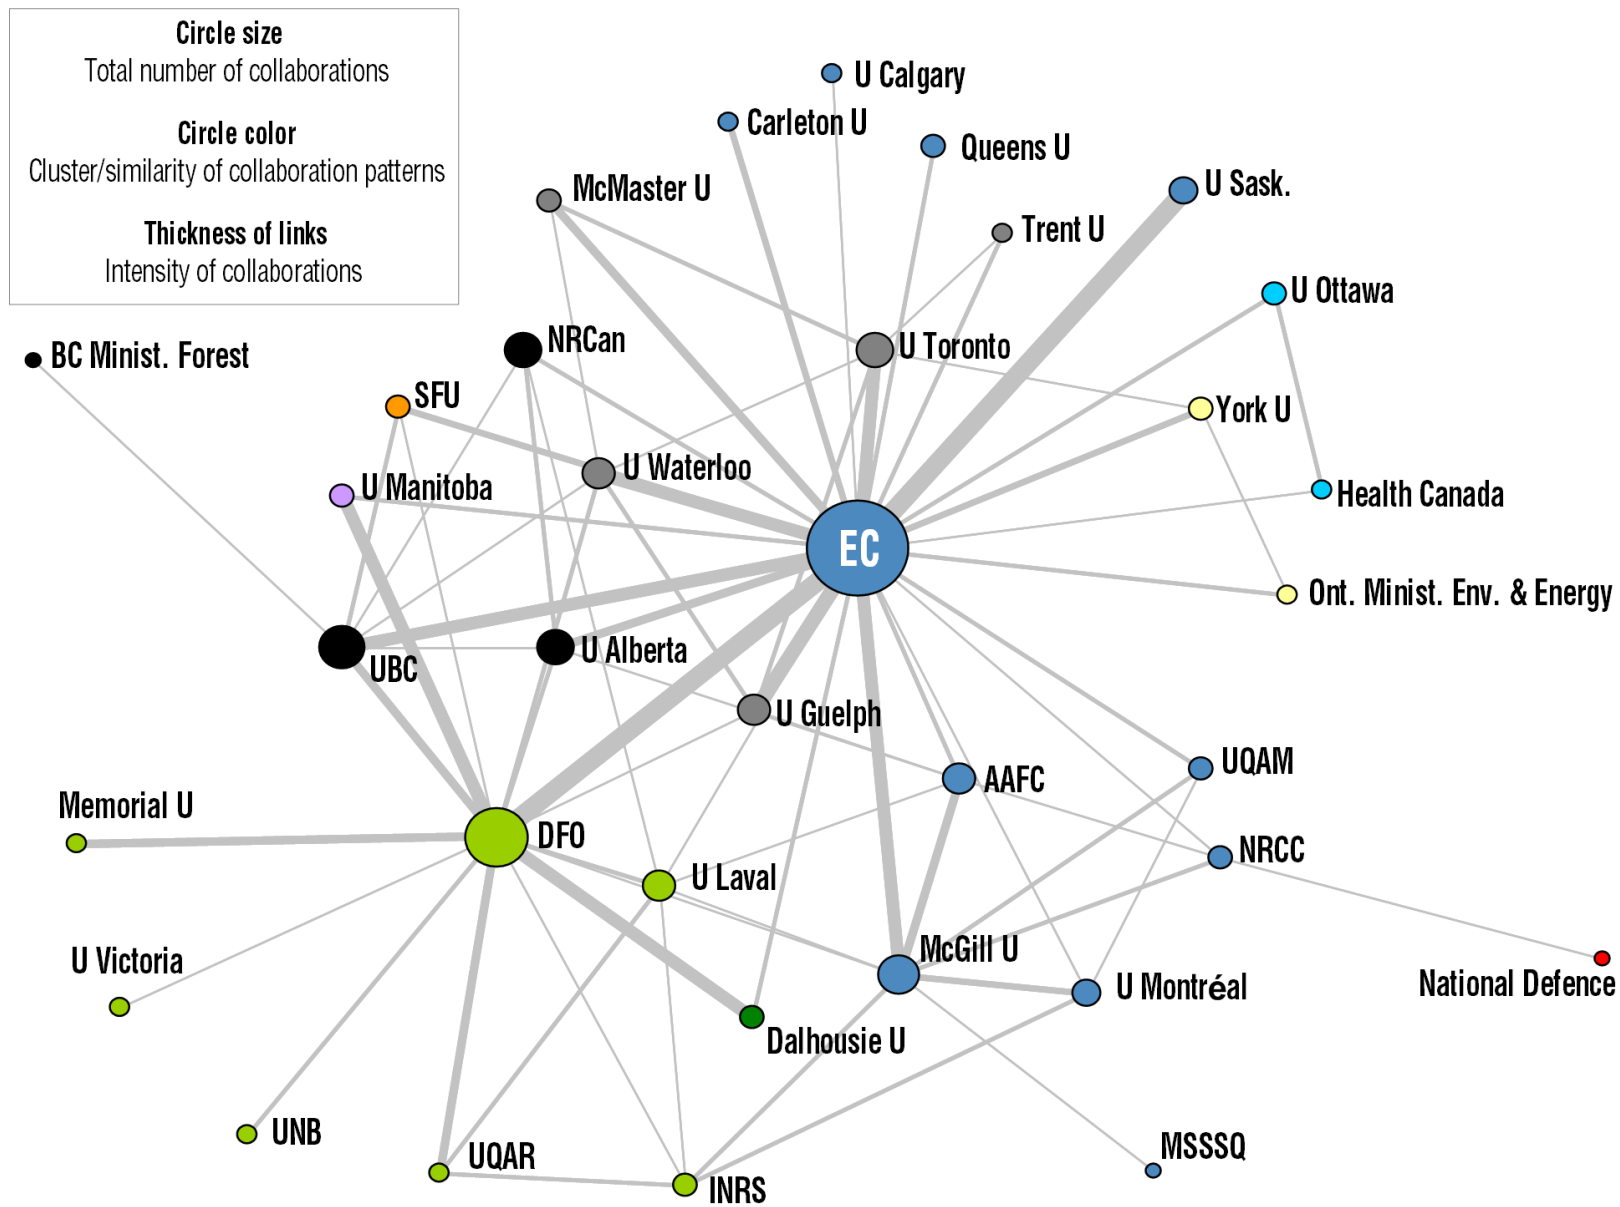 Circle size
Total number of collaborations
Circle color
Cluster/similarity of collaboration patterns
Thickness of links
Intensity of collaborations
U Calgary
Carleton U
Queens U
McMaster U
U Sask.
Trent U
U Ottawa
NRCan
U Toronto
BC Minist. Forest
SFU
York U
U Waterloo
U Manitoba
Health Canada
EC
Ont. Minist. Env. & Energy
U Alberta
UBC
U Guelph
UQAM
AAFC
Memorial U
DFO
NRCC
U Laval
McGill U
U Victoria
National Defence
U Montréal
Dalhousie U
UNB
MSSSQ
UQAR
INRS